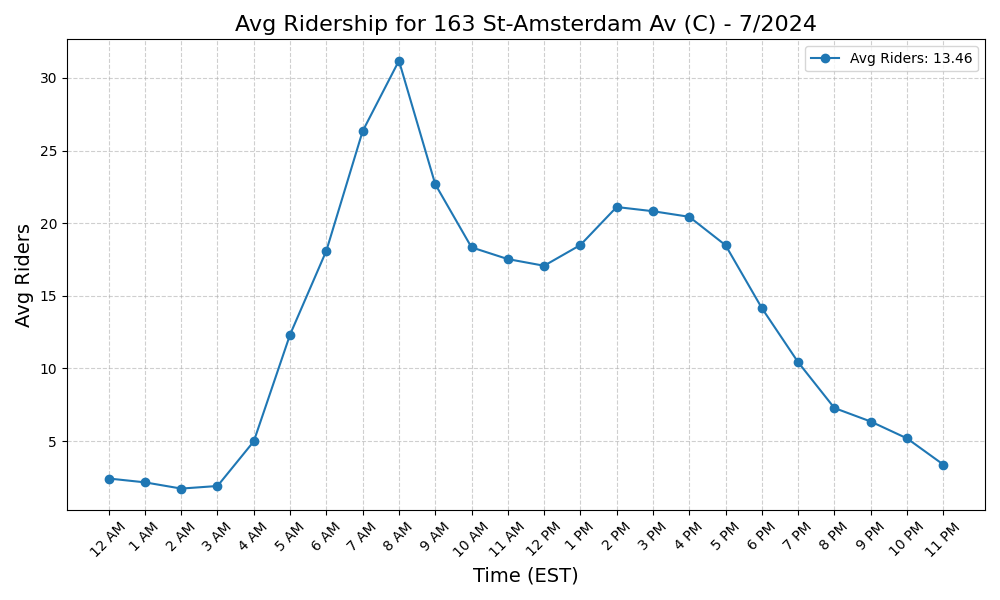 Avg Ridership for 163 St-Amsterdam Av (C) - 7/2024
Avg Riders: 13.46
Avg Riders
30
25
20
15
10
5
12 AM
1 AM
2 AM
3 AM
4 AM
5 AM
6 AM
7 AM
8 AM
9 AM
10 AM
11 AM
12 PM
1 PM
2 PM
3 PM
4 PM
5 PM
6 PM
7 PM
8 PM
9 PM
10 PM
11 PM
Time (EST)